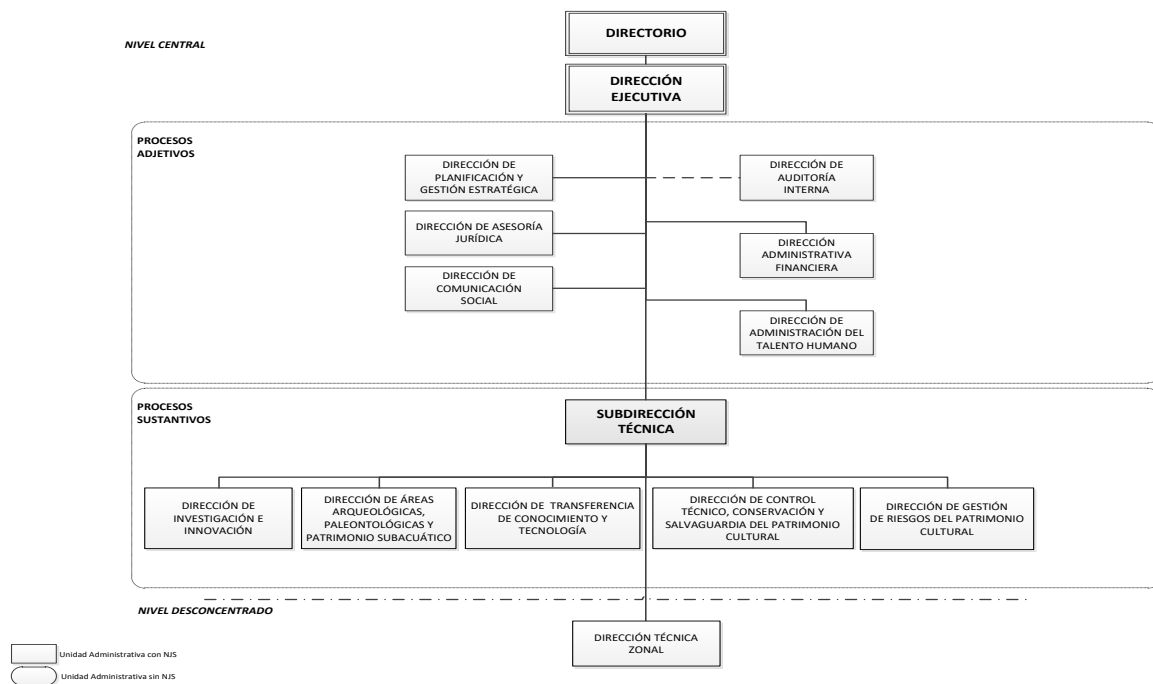 NIVEL CENTRAL
DIRECTORIO
DIRECCIÓN
EJECUTIVA
PROCESOS
ADJETIVOS
DIRECCIÓN DE
PLANIFICACIÓN Y
GESTIÓN ESTRATÉGICA
DIRECCIÓN DE
AUDITORÍA
INTERNA
DIRECCIÓN DE ASESORÍA
JURÍDICA
DIRECCIÓN
ADMINISTRATIVA
FINANCIERA
DIRECCIÓN DE
COMUNICACIÓN
SOCIAL
DIRECCIÓN DE
ADMINISTRACIÓN DEL
TALENTO HUMANO
PROCESOS
SUSTANTIVOS
SUBDIRECCIÓN
TÉCNICA
DIRECCIÓN DE
INVESTIGACIÓN E
INNOVACIÓN
DIRECCIÓN DE ÁREAS
ARQUEOLÓGICAS,
PALEONTOLÓGICAS Y
PATRIMONIO SUBACUÁTICO
DIRECCIÓN DE TRANSFERENCIA
DE CONOCIMIENTO Y
TECNOLOGÍA
DIRECCIÓN DE CONTROL
TÉCNICO, CONSERVACIÓN Y
SALVAGUARDIA DEL PATRIMONIO
CULTURAL
DIRECCIÓN DE GESTIÓN
DE RIESGOS DEL PATRIMONIO
CULTURAL
NIVEL DESCONCENTRADO
DIRECCIÓN TÉCNICA
ZONAL
Unidad Administrativa con NJS
Unidad Administrativa sin NJS